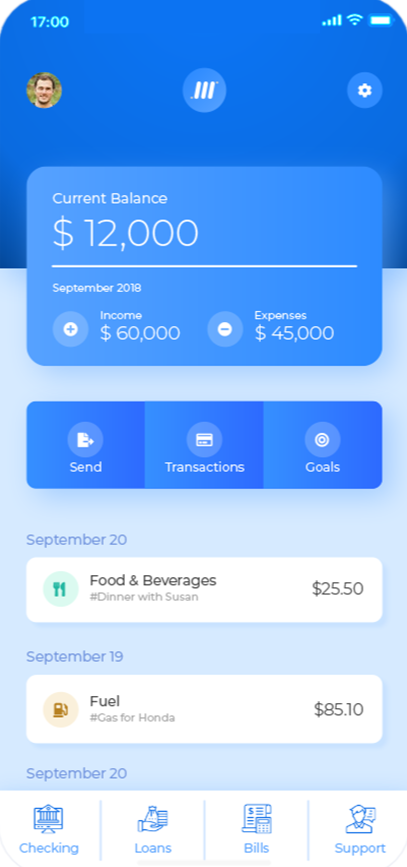 17:00
Current Balance
$ 12,000
September 2018
Income Expenses
$ 60,000 $ 45,000
Send Transactions Goals
September 20
Food & Beverages
#Dinner with Susan
$25.50
September 19
Fuel
#Gas for Honda
$85.10
September 20
Checking Loans Bills Support